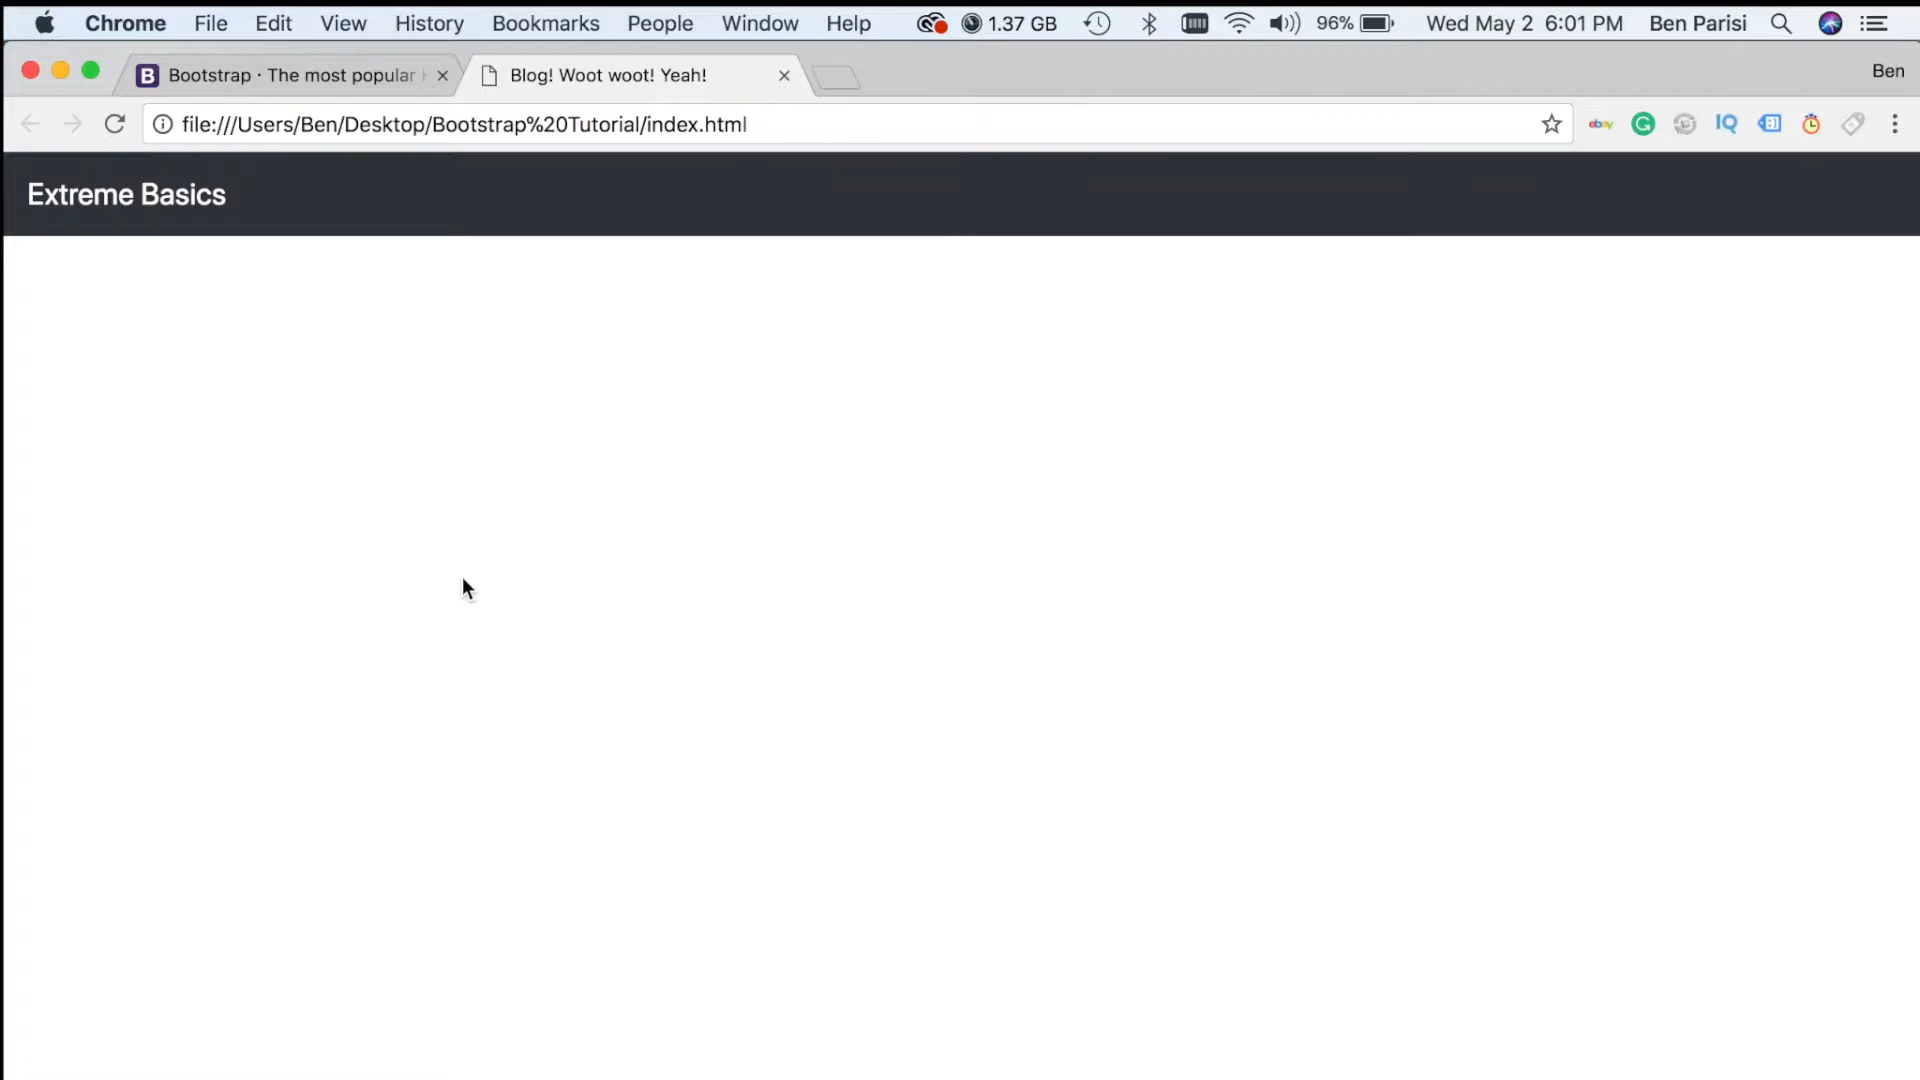 Chrome File Edit View History Bookmarks People Window Help 1.37 GB 96% Wed May 2 6:01 PM Ben Parisi
B Bootstrap · The most popular Blog! Woot woot! Yeah! Ben
file:///Users/Ben/Desktop/Bootstrap%20Tutorial/index.html ebay G IQ
Extreme Basics